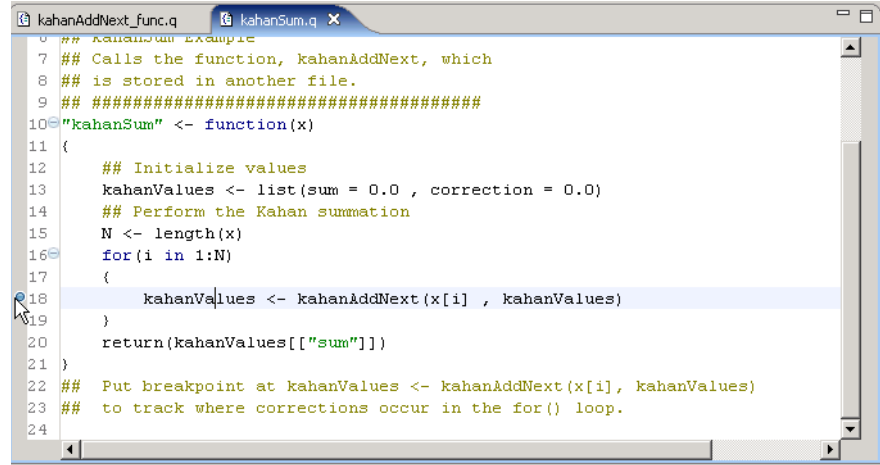 kahanAddNext_func.q kahanSum.q
6 ## kahanSum Example
7 ## Calls the function, kahanAddNext, which
8 ## is stored in another file.
9 ## ######################################
10 "kahanSum" <- function(x)
11 {
12 ## Initialize values
13 kahanValues <- list(sum = 0.0 , correction = 0.0)
14 ## Perform the Kahan summation
15 N <- length(x)
16 for(i in 1:N)
17 {
18 kahanValues <- kahanAddNext(x[i] , kahanValues)
19 }
20 return(kahanValues[["sum"]])
21 }
22 ## Put breakpoint at kahanValues <- kahanAddNext(x[i], kahanValues)
23 ## to track where corrections occur in the for() loop.
24